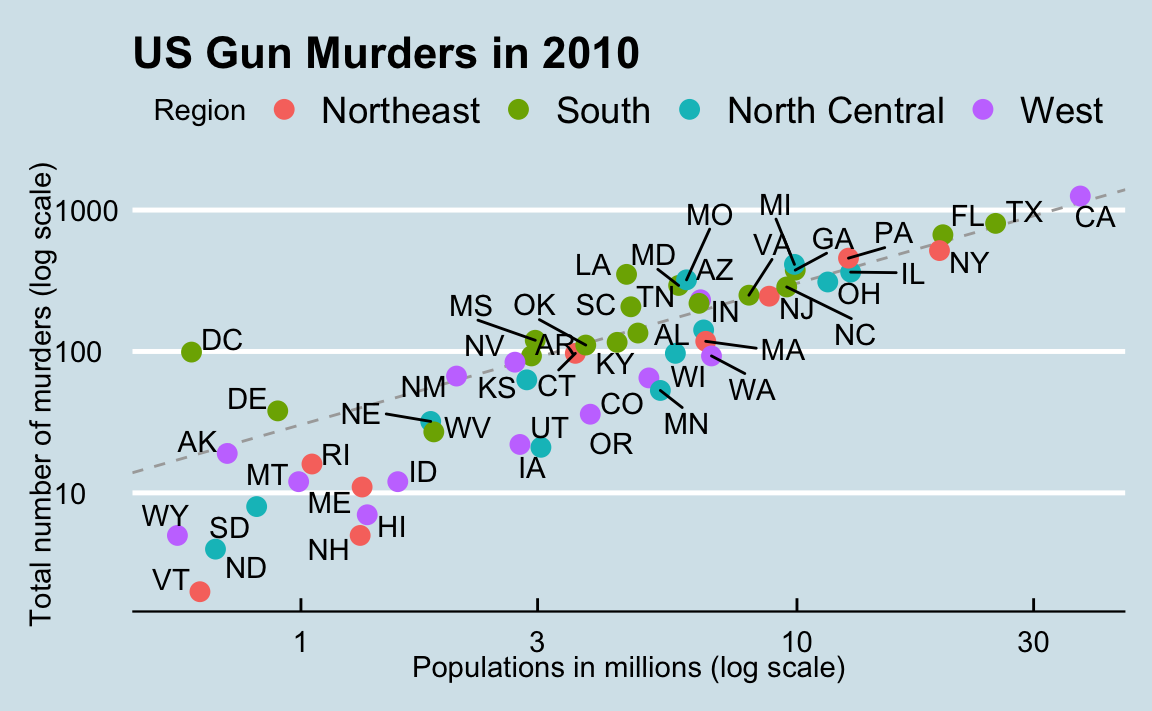 US Gun Murders in 2010
Region Northeast South North Central West
Total number of murders (log scale)
1000
100
10
MI
MO
FL TX
CA
VA GA PA
NY
LA MD AZ
IL
SC TN
OH
MS OK
IN NJ
NC
DC
NV AR AL
MA
KY
NM KS CT WI
WA
DE
NE CO
WV UT MN
AK RI
OR
MT ID IA
ME
WY SD HI
NH
VT ND
1 3 10 30
Populations in millions (log scale)